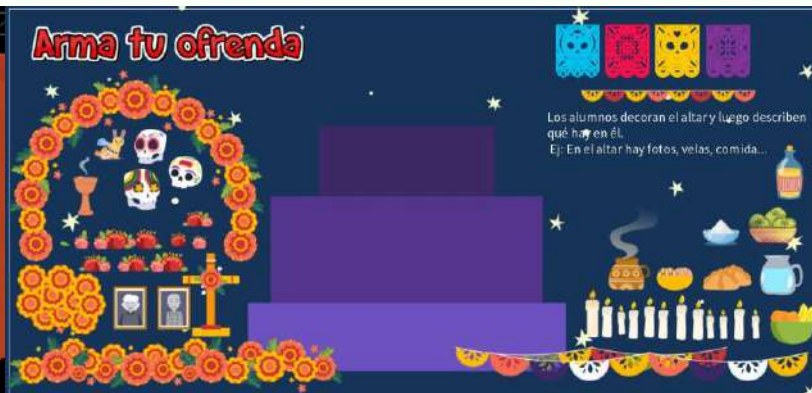 Arma tu ofrenda
Los alumnos decoran el altar y luego describen
qué hay en él.
Ej: En el altar hay fotos, velas, comida...